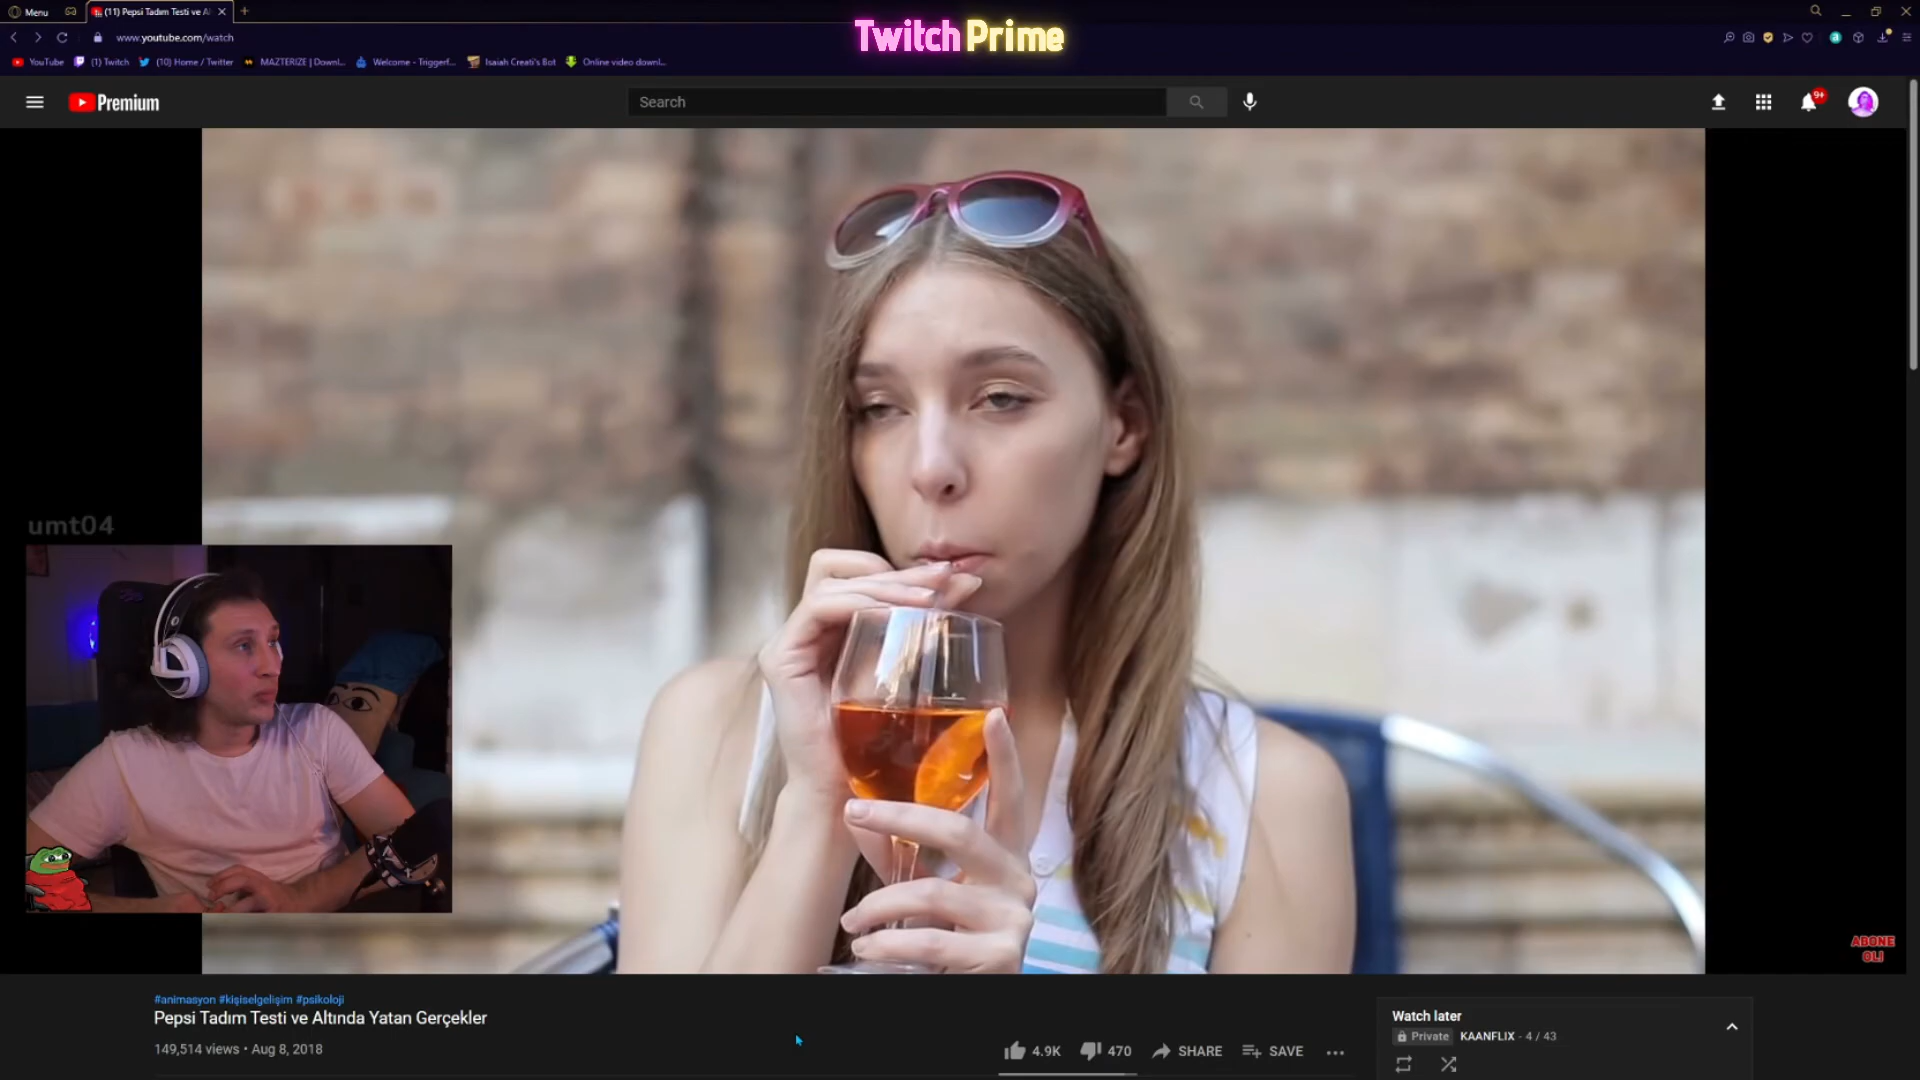 Menu
(11) Pepsi Tadım Testi ve Al
Twitch Prime
www.youtube.com/watch
YouTube
(1) Twitch
(10) Home / Twitter
MAZTERIZE | Downl...
Welcome - Triggerf...
Isaiah Creati's Bot
Online video downl...
Premium
Search
9+
umt04
ABONE
OL!
#animasyon #kişiselgelişim #psikoloji
Pepsi Tadım Testi ve Altında Yatan Gerçekler
149,514 views • Aug 8, 2018
4.9K
470
SHARE
SAVE
Watch later
Private KAANFLIX - 4 / 43